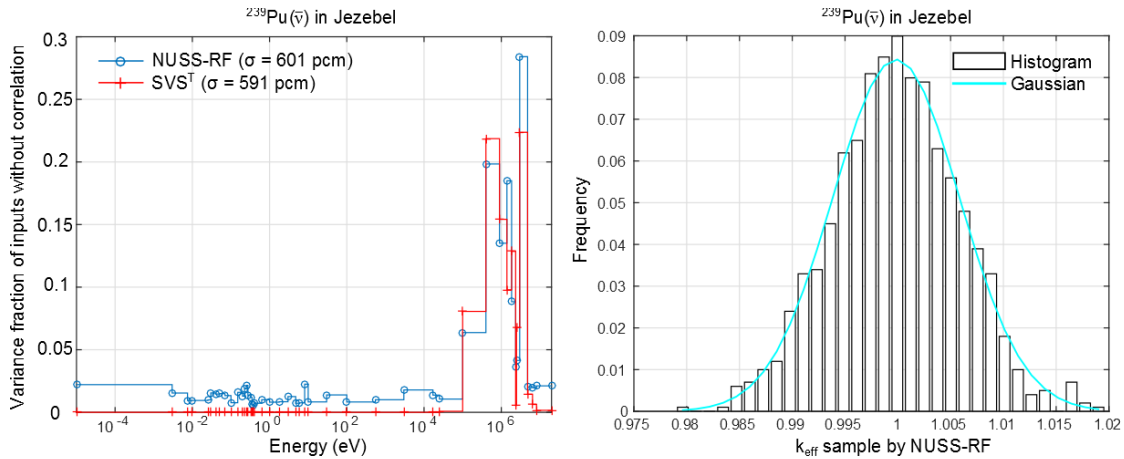 ²³⁹Pu(ν̅) in Jezebel
Variance fraction of inputs without correlation
0.3
0.25
0.2
0.15
0.1
0.05
0
NUSS-RF (σ = 601 pcm)
SVSᵀ (σ = 591 pcm)
10⁻⁴ 10⁻² 10⁰ 10² 10⁴ 10⁶
Energy (eV)
²³⁹Pu(ν̅) in Jezebel
Frequency
0.09
0.08
0.07
0.06
0.05
0.04
0.03
0.02
0.01
0
Histogram
Gaussian
0.975 0.98 0.985 0.99 0.995 1 1.005 1.01 1.015 1.02
k_eff sample by NUSS-RF